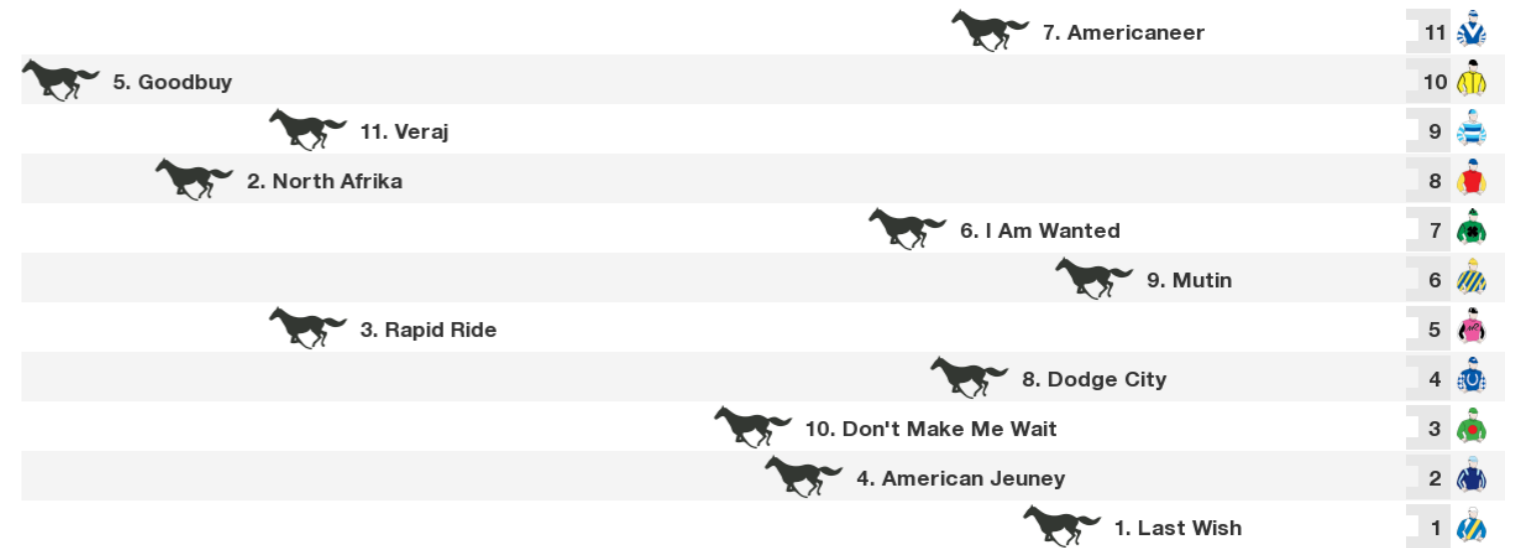 7. Americaneer 11
5. Goodbuy 10
11. Veraj 9
2. North Afrika 8
6. I Am Wanted 7
9. Mutin 6
3. Rapid Ride 5
8. Dodge City 4
10. Don't Make Me Wait 3
4. American Jeuney 2
1. Last Wish 1